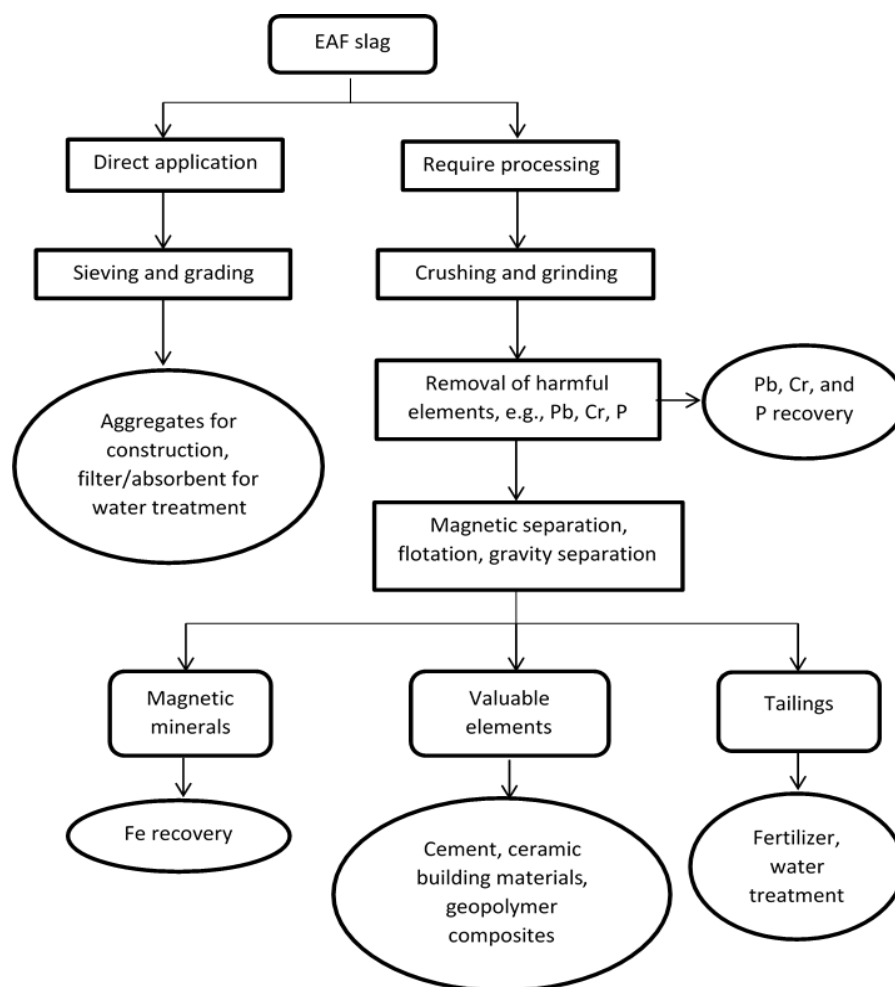 EAF slag
Direct application
Require processing
Sieving and grading
Crushing and grinding
Aggregates for
construction,
filter/absorbent for
water treatment
Removal of harmful
elements, e.g., Pb, Cr, P
Pb, Cr, and
P recovery
Magnetic separation,
flotation, gravity separation
Magnetic
minerals
Valuable
elements
Tailings
Fe recovery
Cement, ceramic
building materials,
geopolymer
composites
Fertilizer,
water
treatment